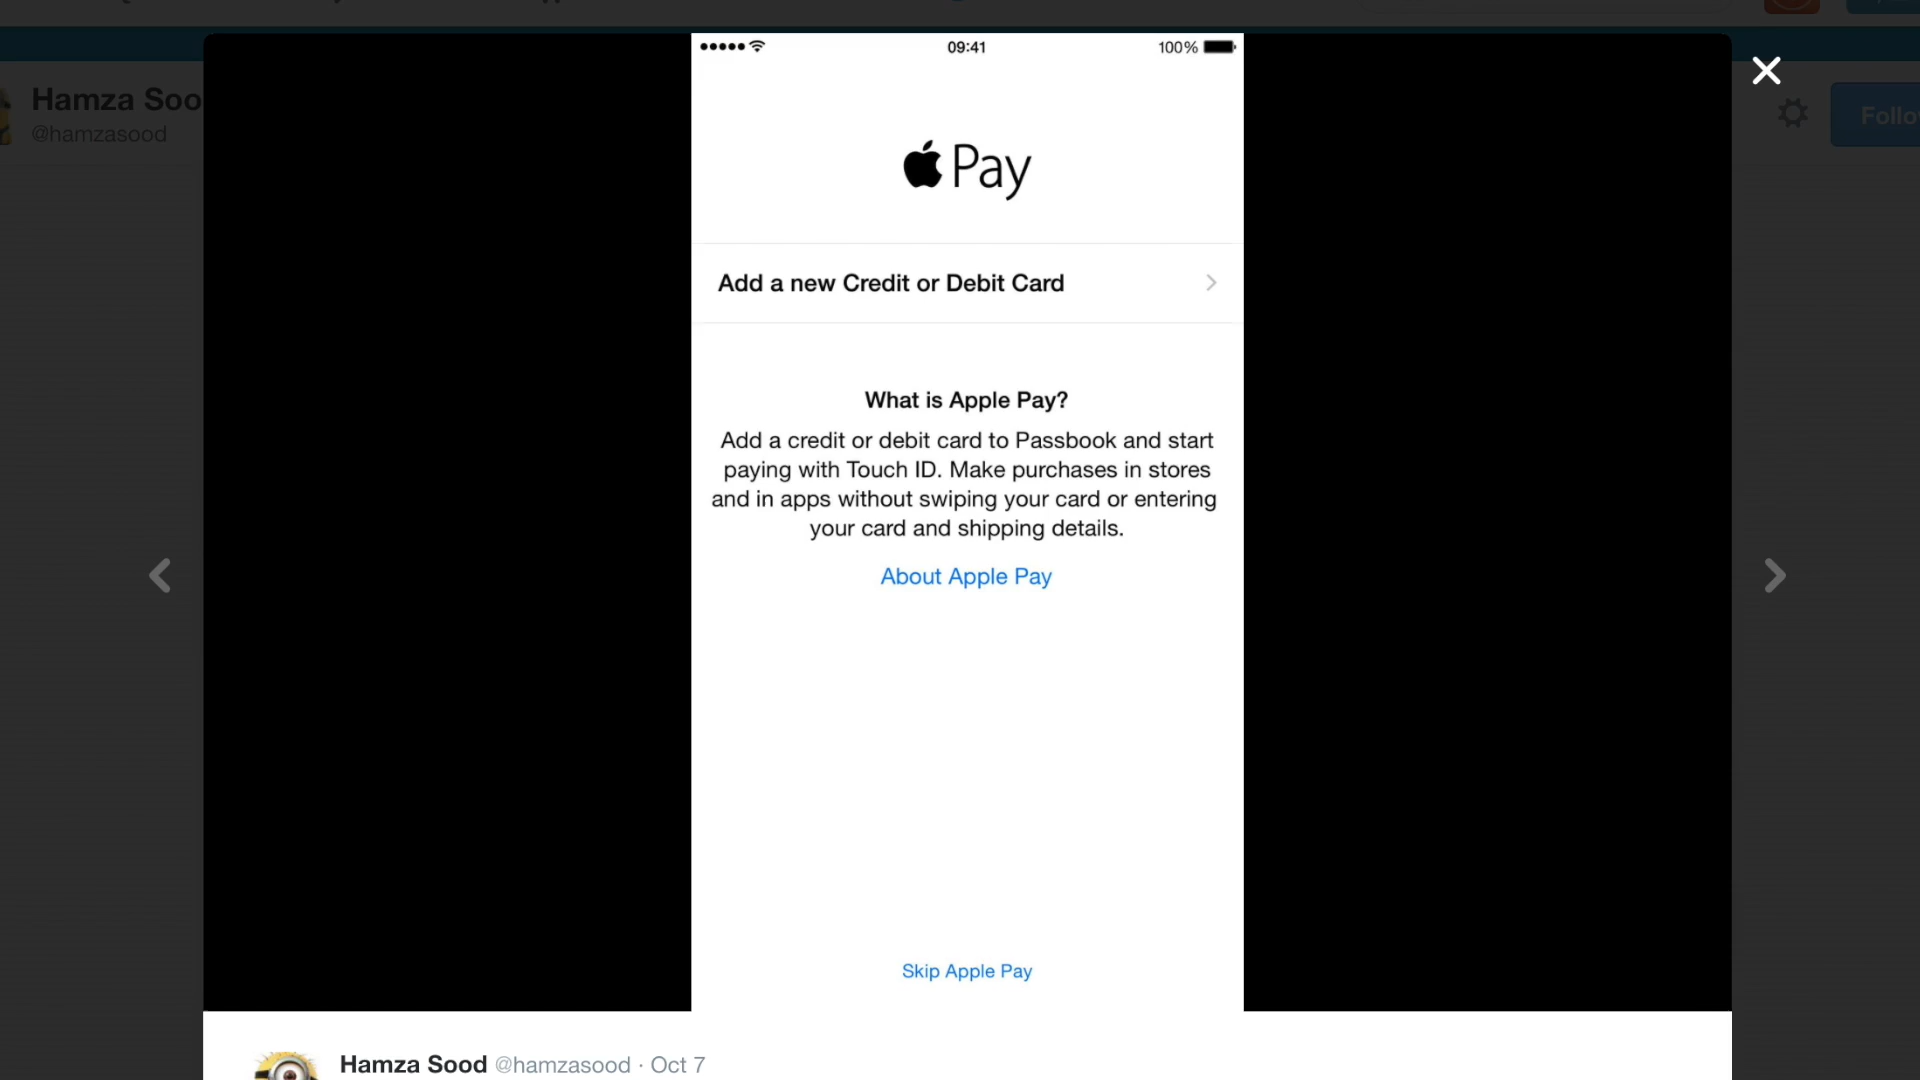 09:41
100%
Hamza Soo
@hamzasood
Pay
Follo
Add a new Credit or Debit Card
What is Apple Pay?
Add a credit or debit card to Passbook and start
paying with Touch ID. Make purchases in stores
and in apps without swiping your card or entering
your card and shipping details.
About Apple Pay
Skip Apple Pay
Hamza Sood @hamzasood · Oct 7